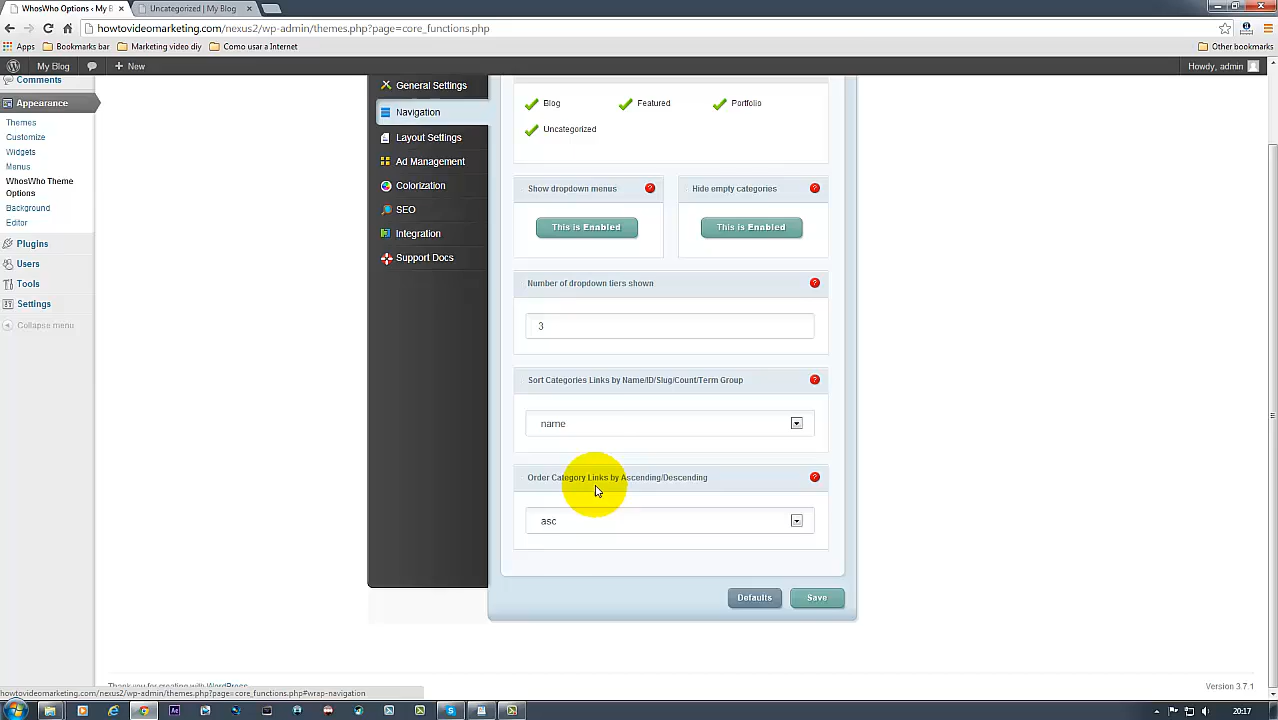 WhosWho Options ‹ My B
Uncategorized | My Blog
howtovideomarketing.com/nexus2/wp-admin/themes.php?page=core_functions.php
Apps
Bookmarks bar
Marketing video diy
Como usar a Internet
Other bookmarks
My Blog
New
Howdy, admin
Comments
Appearance
Themes
Customize
Widgets
Menus
WhosWho Theme
Options
Background
Editor
Plugins
Users
Tools
Settings
Collapse menu
General Settings
Navigation
Layout Settings
Ad Management
Colorization
SEO
Integration
Support Docs
Blog
Featured
Portfolio
Uncategorized
Show dropdown menus
Hide empty categories
This is Enabled
This is Enabled
Number of dropdown tiers shown
3
Sort Categories Links by Name/ID/Slug/Count/Term Group
name
Order Category Links by Ascending/Descending
asc
Defaults
Save
Thank you for creating with WordPress
Version 3.7.1
howtovideomarketing.com/nexus2/wp-admin/themes.php?page=core_functions.php#wrap-navigation
20:17